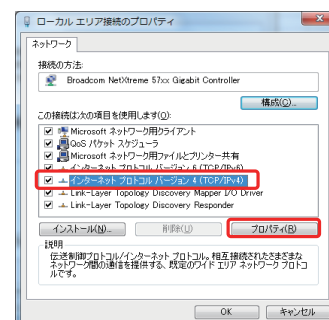 ローカル エリア接続のプロパティ
ネットワーク
接続の方法:
Broadcom NetXtreme 57xx Gigabit Controller
構成(C)...
この接続は次の項目を使用します(O):
Microsoft ネットワーク用クライアント
QoS パケット スケジューラ
Microsoft ネットワーク用ファイルとプリンター共有
インターネット プロトコル バージョン 6 (TCP/IPv6)
インターネット プロトコル バージョン 4 (TCP/IPv4)
Link-Layer Topology Discovery Mapper I/O Driver
Link-Layer Topology Discovery Responder
インストール(N)... 削除(U) プロパティ(R)
説明
伝送制御プロトコル/インターネット プロトコル。相互接続されたさまざまな
ネットワーク間の通信を提供する、既定のワイド エリア ネットワーク プロトコ
ルです。
OK キャンセル